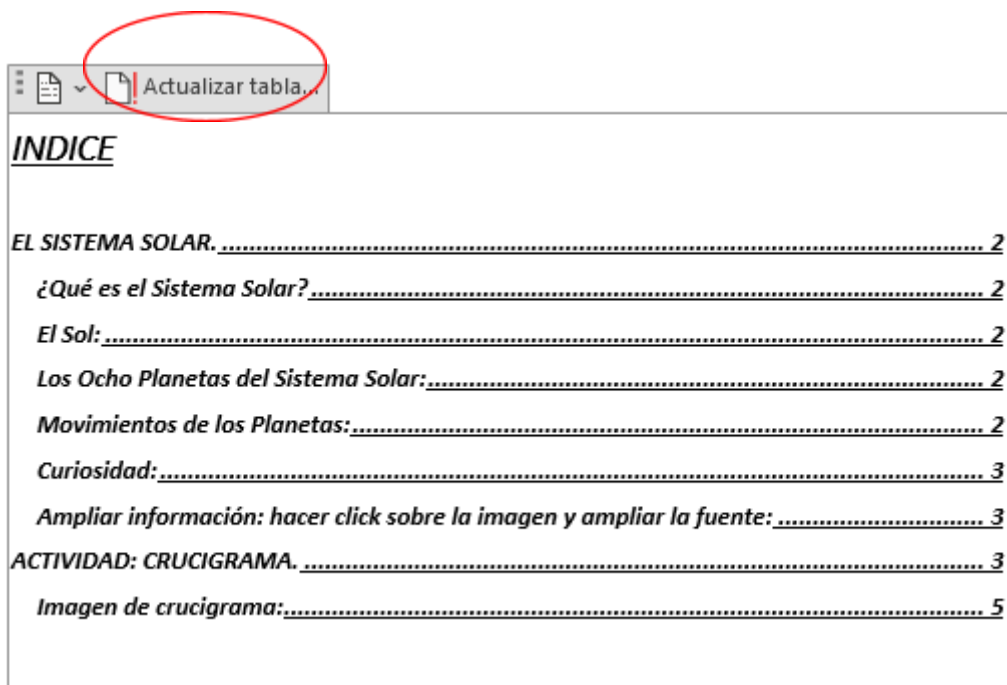 Actualizar tabla...
INDICE
EL SISTEMA SOLAR. .................................................. 2
¿Qué es el Sistema Solar? .................................................. 2
El Sol: .................................................. 2
Los Ocho Planetas del Sistema Solar: .................................................. 2
Movimientos de los Planetas: .................................................. 2
Curiosidad: .................................................. 3
Ampliar información: hacer click sobre la imagen y ampliar la fuente: .................................................. 3
ACTIVIDAD: CRUCIGRAMA. .................................................. 3
Imagen de crucigrama: .................................................. 5